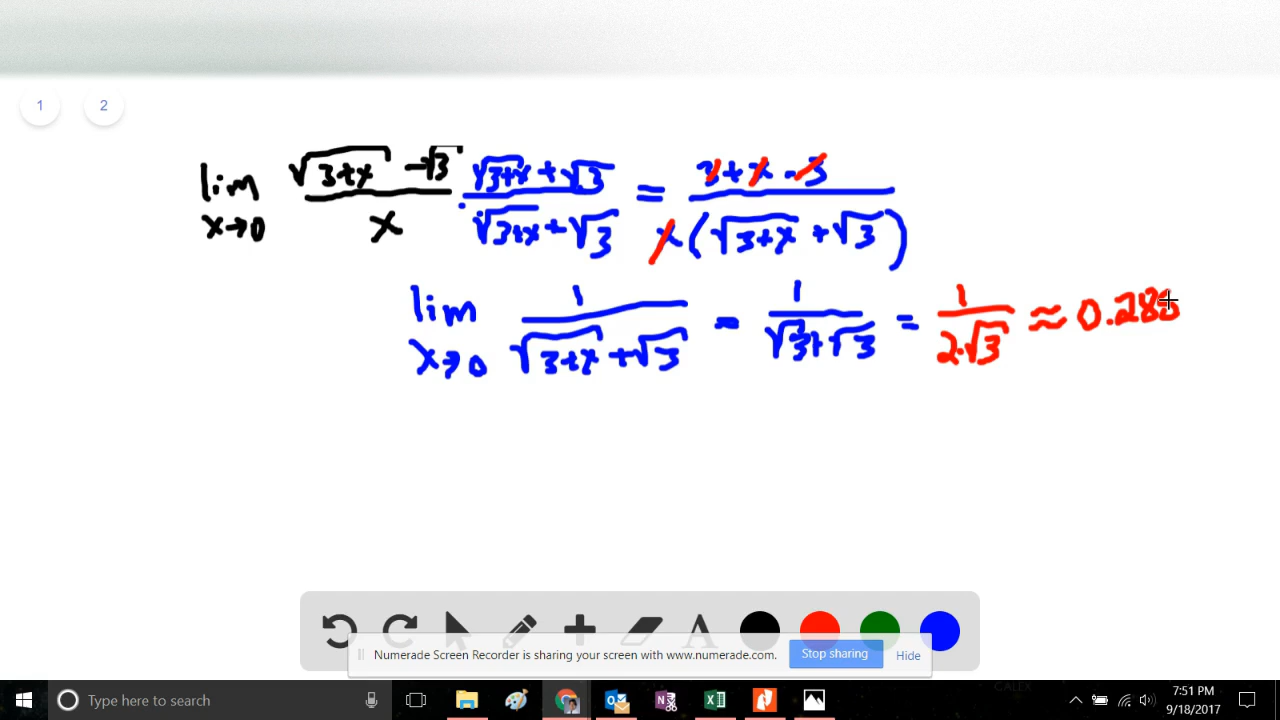 1 2
lim x→0 (√(3+x) - √3)/x · (√(3+x) + √3)/(√(3+x) + √3) = (3+x-3)/(x(√(3+x) + √3))
lim x→0 1/(√(3+x) + √3) = 1/(√3+√3) = 1/(2·√3) ≈ 0.288
A
Numerade Screen Recorder is sharing your screen with www.numerade.com. Stop sharing Hide
Type here to search
7:51 PM
9/18/2017